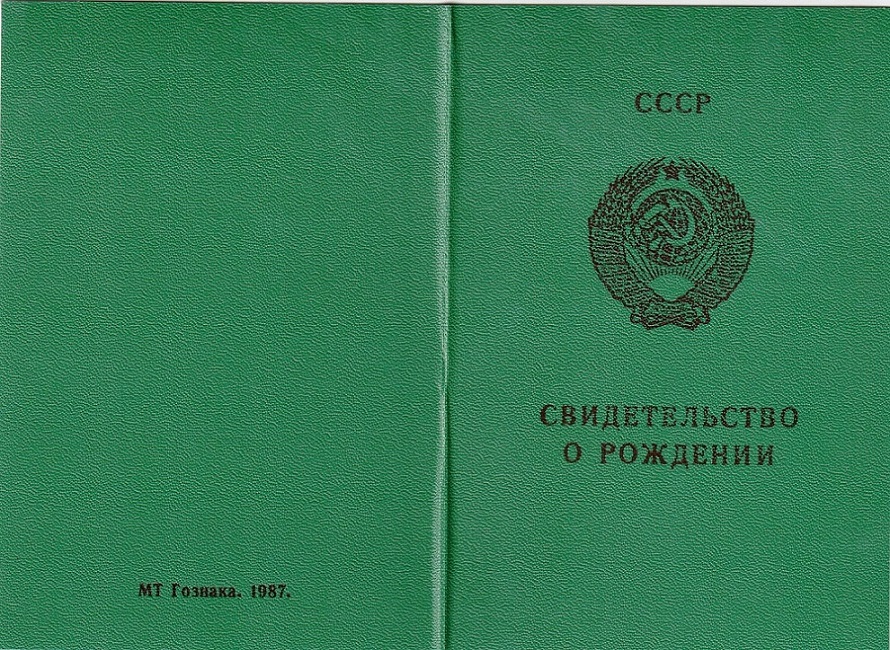 МТ Гознака. 1987.
СССР
СВИДЕТЕЛЬСТВО
О РОЖДЕНИИ